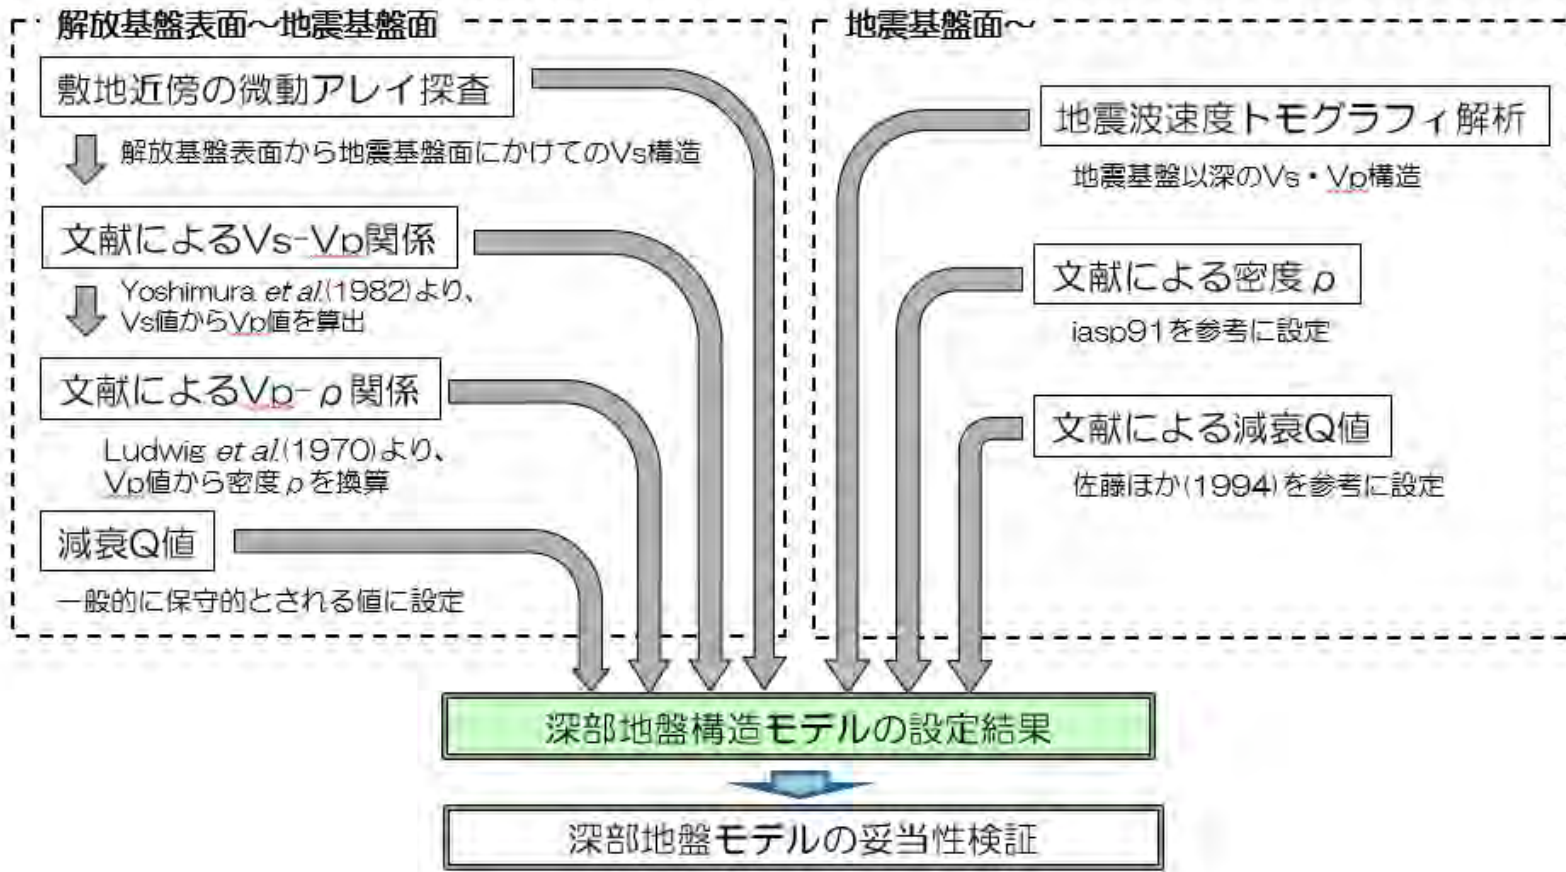 解放基盤表面～地震基盤面
敷地近傍の微動アレイ探査
解放基盤表面から地震基盤面にかけてのVs構造
文献によるVs-Vp関係
Yoshimura et al.(1982)より、
Vs値からVp値を算出
文献によるVp-ρ関係
Ludwig et al.(1970)より、
Vp値から密度ρを換算
減衰Q値
一般的に保守的とされる値に設定
地震基盤面～
地震波速度トモグラフィ解析
地震基盤以深のVs・Vp構造
文献による密度ρ
iasp91を参考に設定
文献による減衰Q値
佐藤ほか(1994)を参考に設定
深部地盤構造モデルの設定結果
深部地盤モデルの妥当性検証